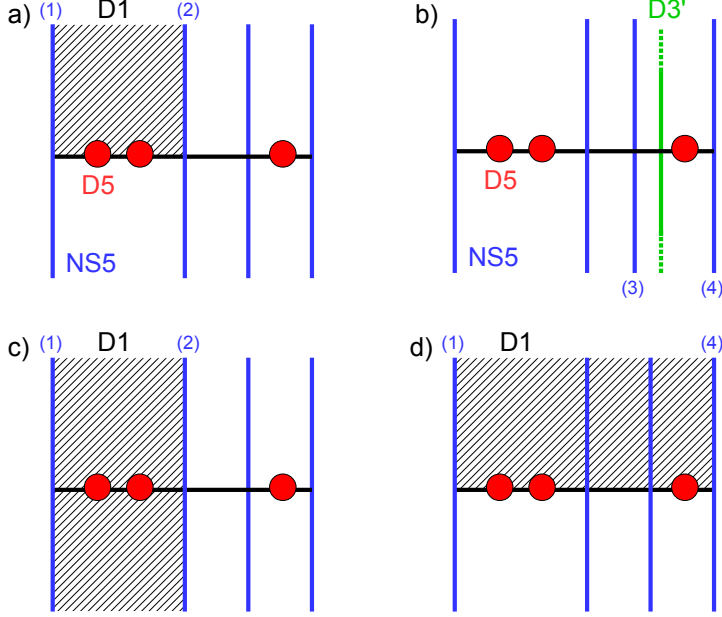 a) (1) D1 (2)
D5
NS5
b) D3'
D5
NS5
(3) (4)
c) (1) D1 (2)
d) (1) D1 (4)